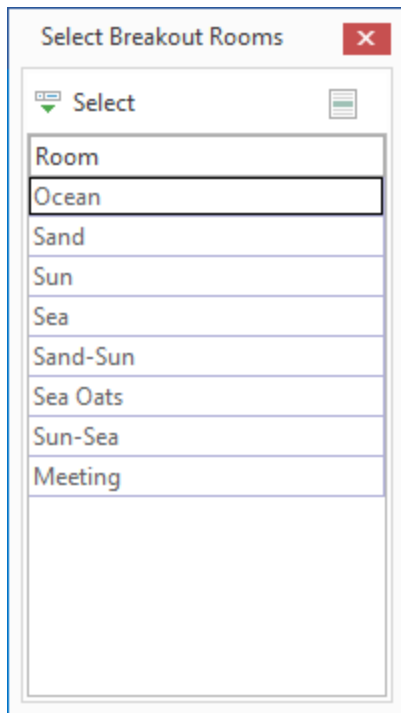 Select Breakout Rooms
Select
Room
Ocean
Sand
Sun
Sea
Sand-Sun
Sea Oats
Sun-Sea
Meeting